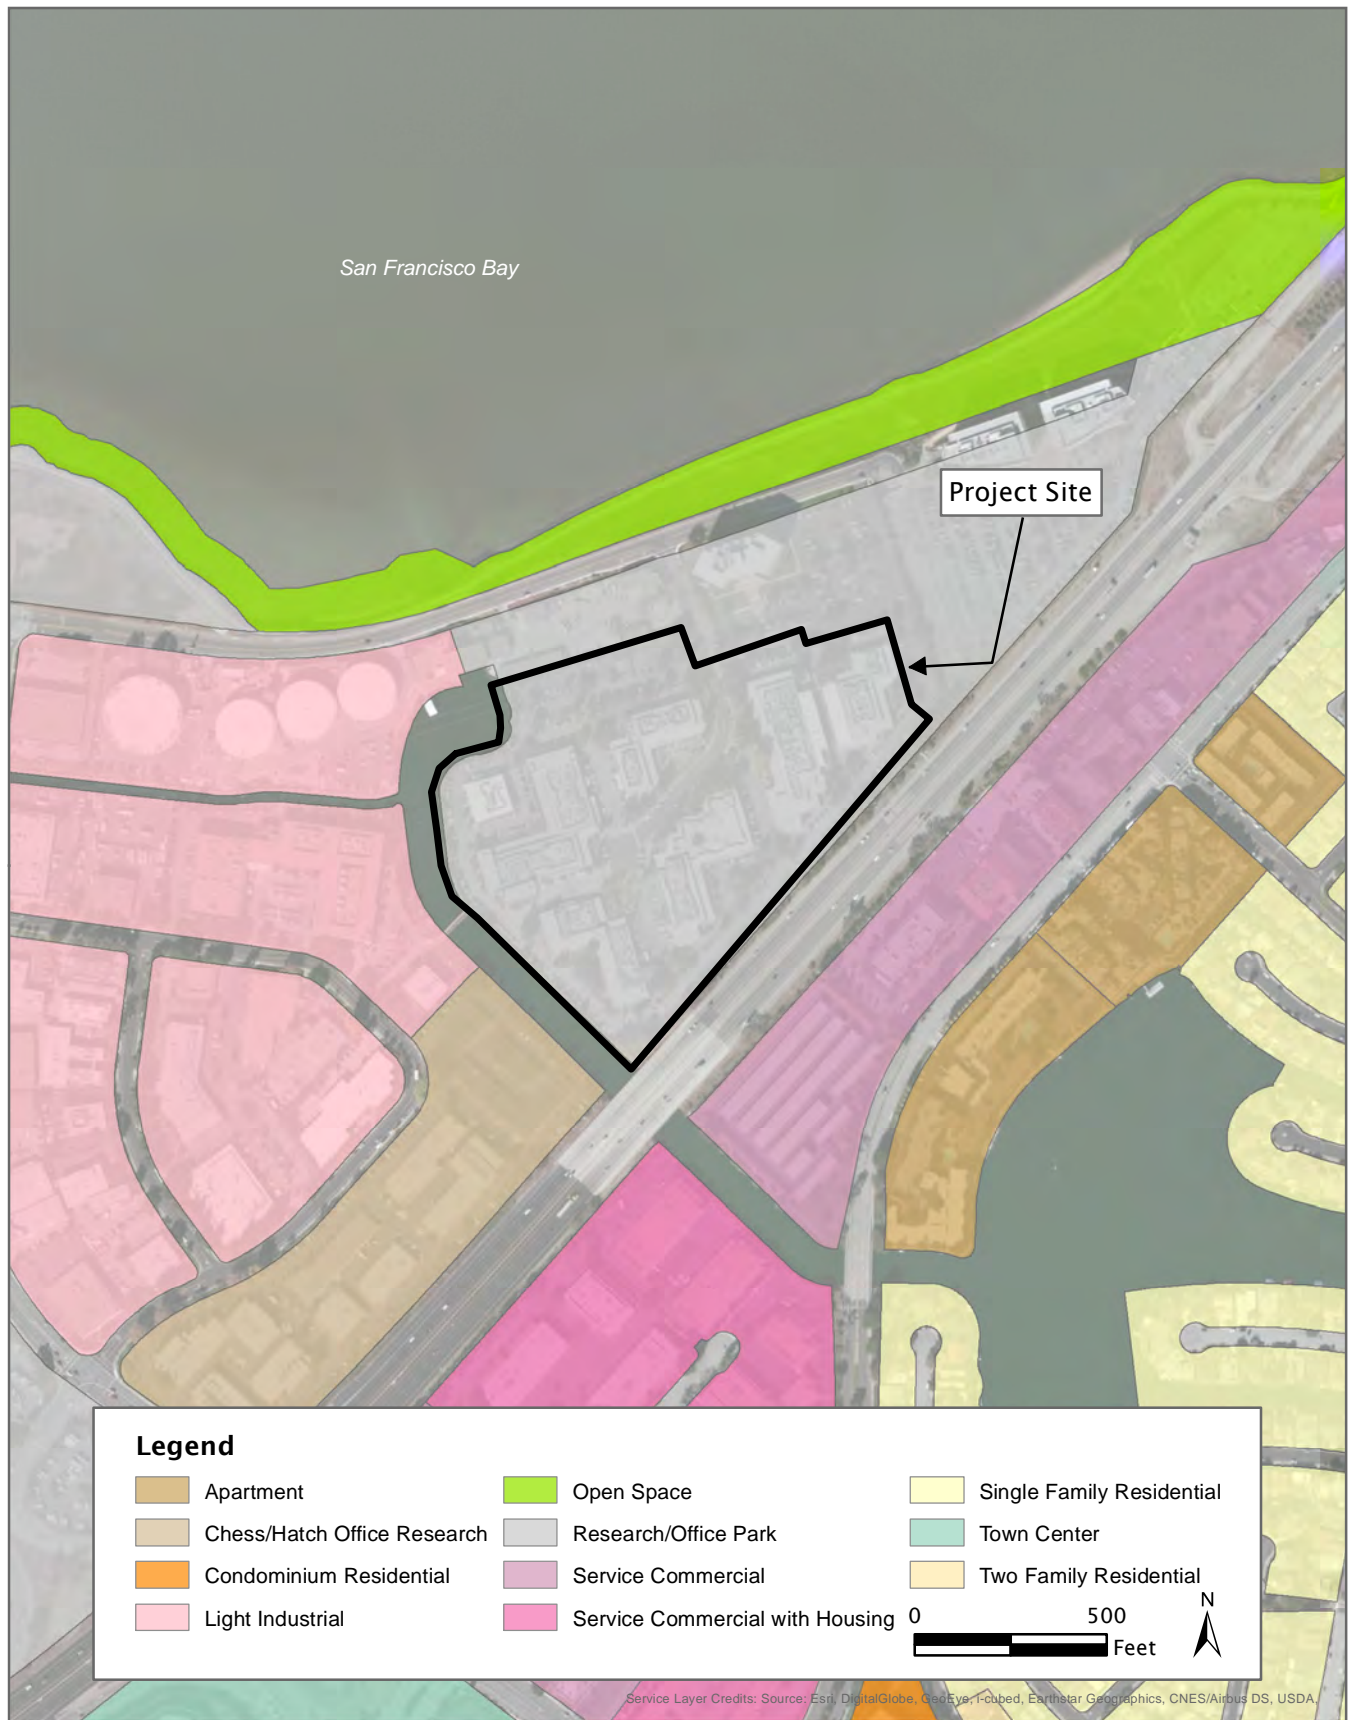 San Francisco Bay
Project Site
Legend
Apartment
Chess/Hatch Office Research
Condominium Residential
Light Industrial
Open Space
Research/Office Park
Service Commercial
Service Commercial with Housing
Single Family Residential
Town Center
Two Family Residential
0 500
Feet
N
Service Layer Credits: Source: Esri, DigitalGlobe, GeoEye, i-cubed, Earthstar Geographics, CNES/Airbus DS, USDA,